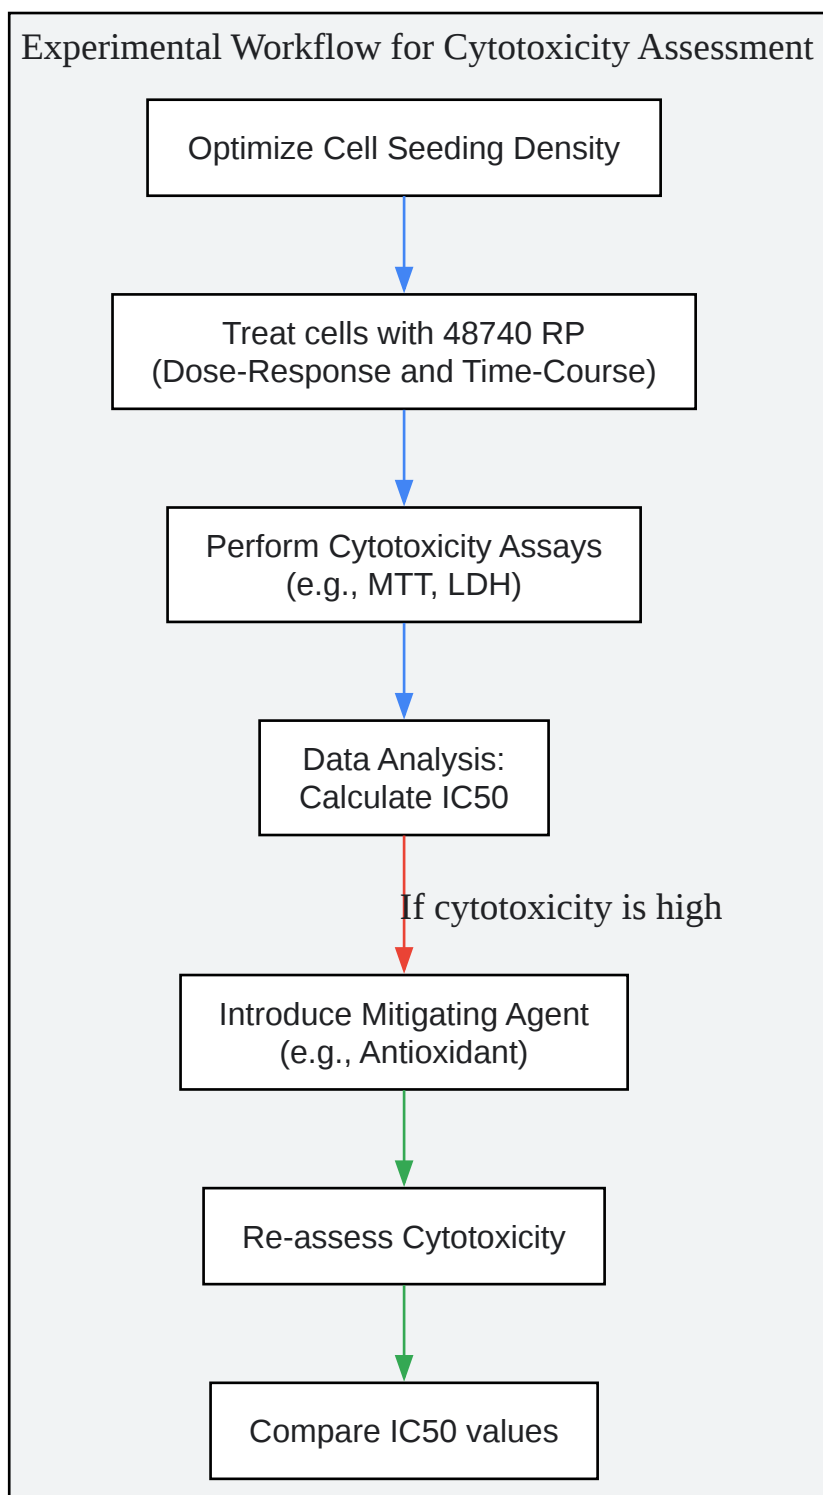 Experimental Workflow for Cytotoxicity Assessment
Optimize Cell Seeding Density
Treat cells with 48740 RP
(Dose-Response and Time-Course)
Perform Cytotoxicity Assays
(e.g., MTT, LDH)
Data Analysis:
Calculate IC50
If cytotoxicity is high
Introduce Mitigating Agent
(e.g., Antioxidant)
Re-assess Cytotoxicity
Compare IC50 values